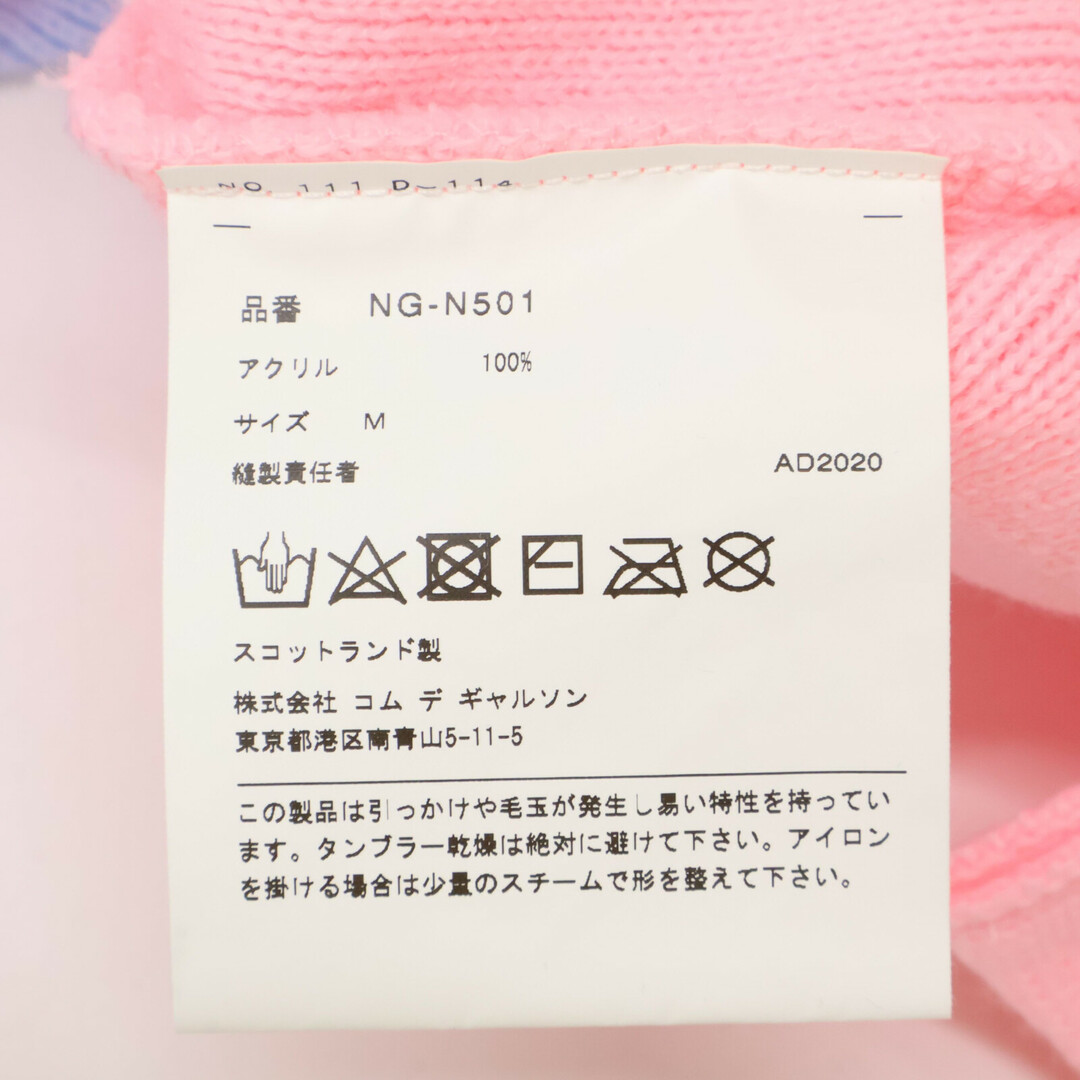 NO. 111 D-114
品番 NG-N501
アクリル 100%
サイズ M
縫製責任者 AD2020
スコットランド製
株式会社 コム デ ギャルソン
東京都港区南青山5-11-5
この製品は引っかけや毛玉が発生し易い特性を持ってい
ます。タンブラー乾燥は絶対に避けて下さい。アイロン
を掛ける場合は少量のスチームで形を整えて下さい。